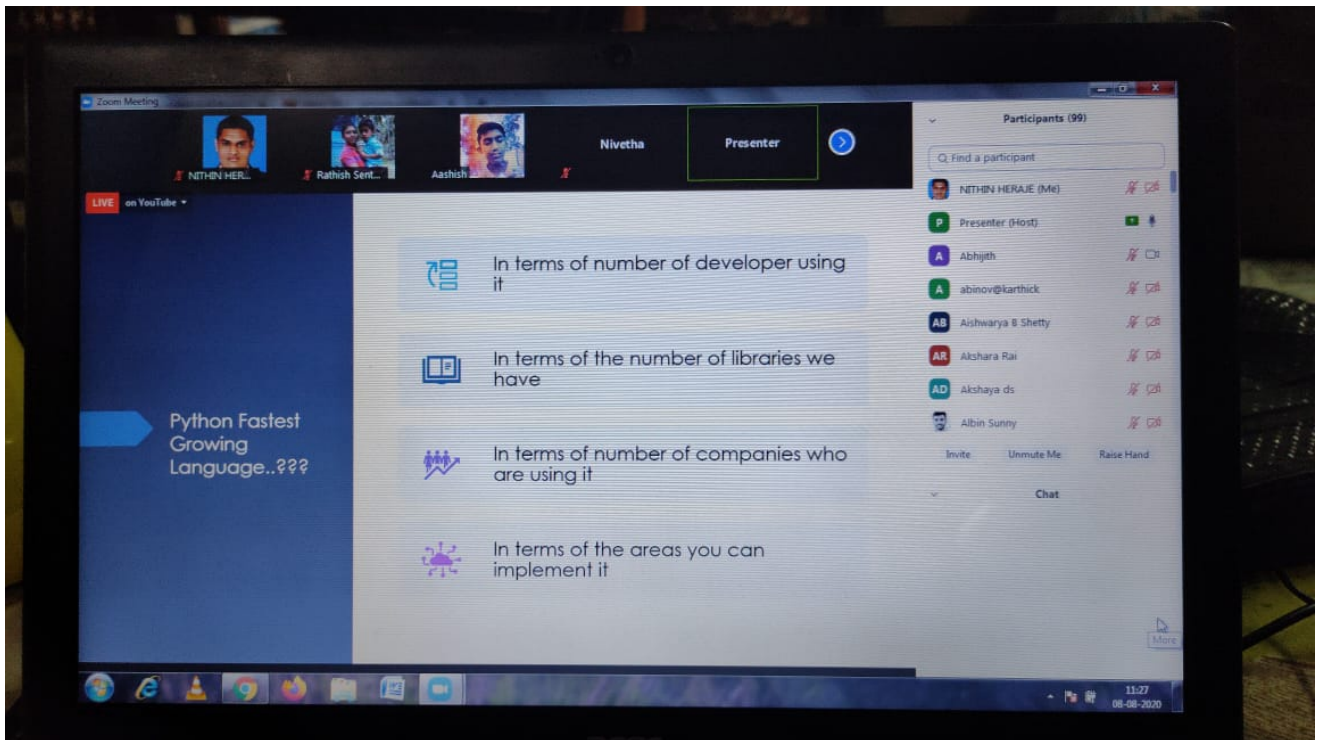 Zoom Meeting
NITHIN HER...
Rathish Sent...
Aashish
Nivetha
Presenter
LIVE on YouTube
Python Fastest
Growing
Language..???
In terms of number of developer using
it
In terms of the number of libraries we
have
In terms of number of companies who
are using it
In terms of the areas you can
implement it
Participants (99)
Find a participant
NITHIN HERAJE (Me)
P Presenter (Host)
A Abhijith
A abinov@karthick
AB Aishwarya B Shetty
AR Akshara Rai
AD Akshaya ds
Albin Sunny
Invite Unmute Me Raise Hand
Chat
More
11:27
08-08-2020